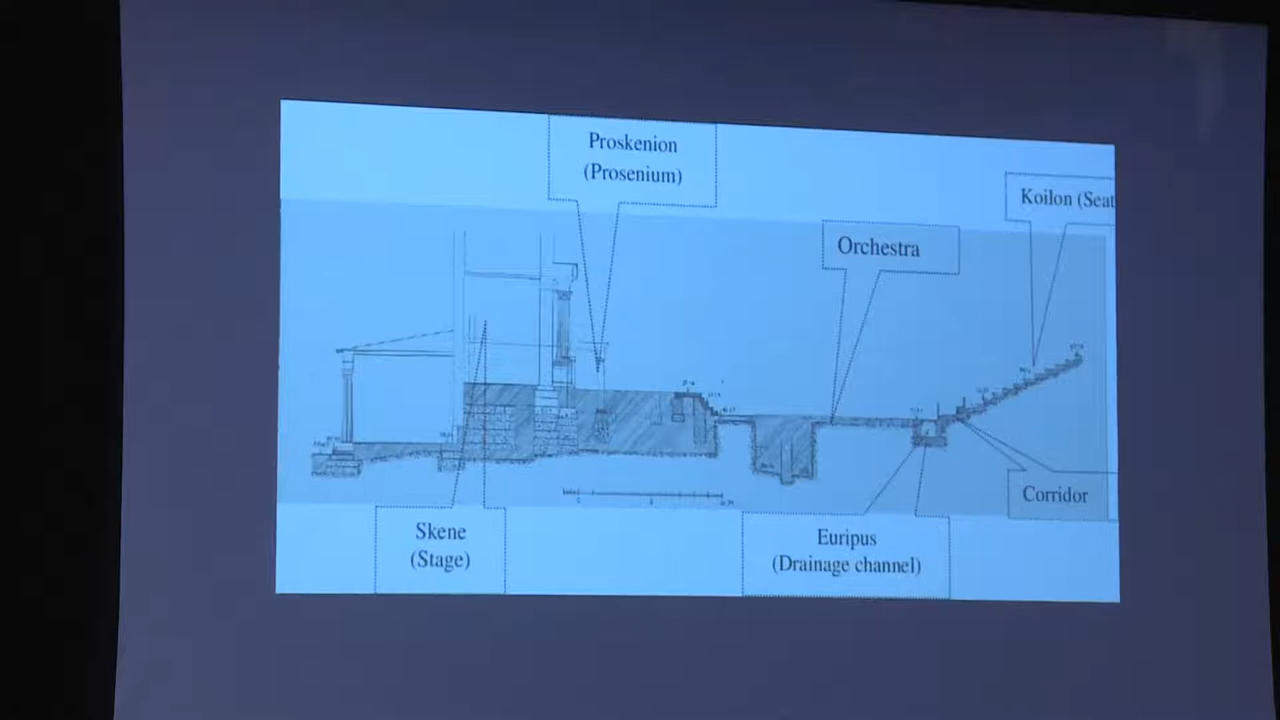 Proskenion
(Prosenium)
Koilon (Seat
Orchestra
Corridor
Skene
(Stage)
Euripus
(Drainage channel)